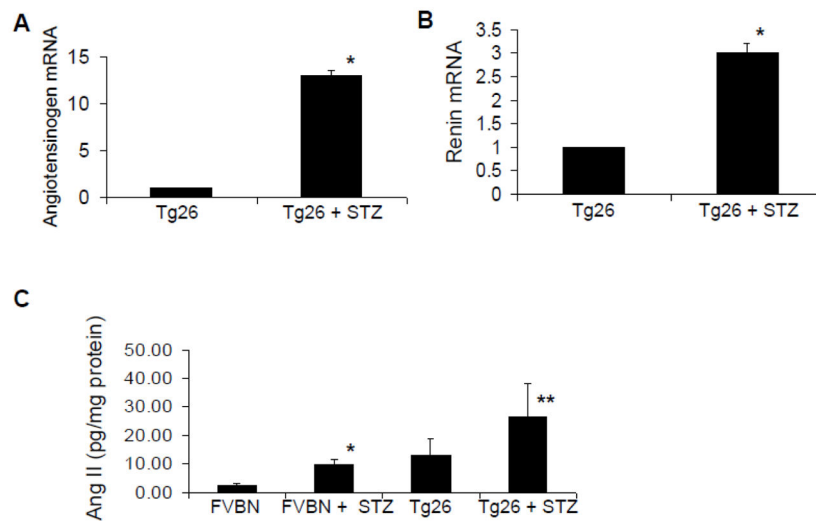 A
Angiotensinogen mRNA
15
10
5
0
*
Tg26 Tg26 + STZ
B
Renin mRNA
3.5
3
2.5
2
1.5
1
0.5
0
*
Tg26 Tg26 + STZ
C
Ang II (pg/mg protein)
50.00
40.00
30.00
20.00
10.00
0.00
*
**
FVBN FVBN + STZ Tg26 Tg26 + STZ